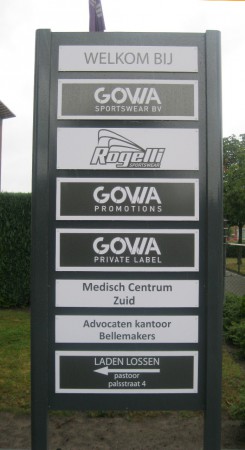 WELKOM BIJ
GOWA
SPORTSWEAR BV
Rogelli
SPORTSWEAR
GOWA
PROMOTIONS
GOWA
PRIVATE LABEL
Medisch Centrum
Zuid
Advocaten kantoor
Bellemakers
LADEN LOSSEN
pastoor
palsstraat 4